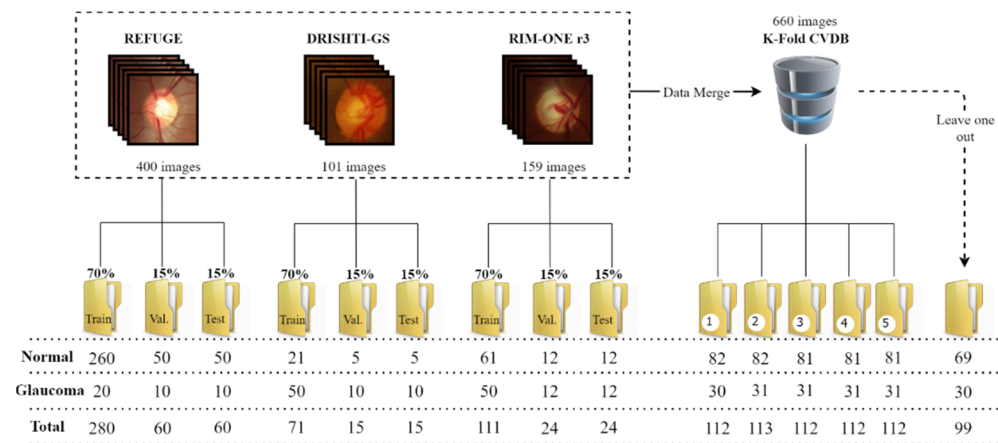 660 images
REFUGE DRISHTI-GS RIM-ONE r3 K-Fold CVDB
Data Merge
Leave one
out
400 images 101 images 159 images
70% 15% 15% 70% 15% 15% 70% 15% 15%
Train Val. Test Train Val. Test Train Val. Test 1 2 3 4 5
Normal 260 50 50 21 5 5 61 12 12 82 82 81 81 81 69
Glaucoma 20 10 10 50 10 10 50 12 12 30 31 31 31 31 30
Total 280 60 60 71 15 15 111 24 24 112 113 112 112 112 99